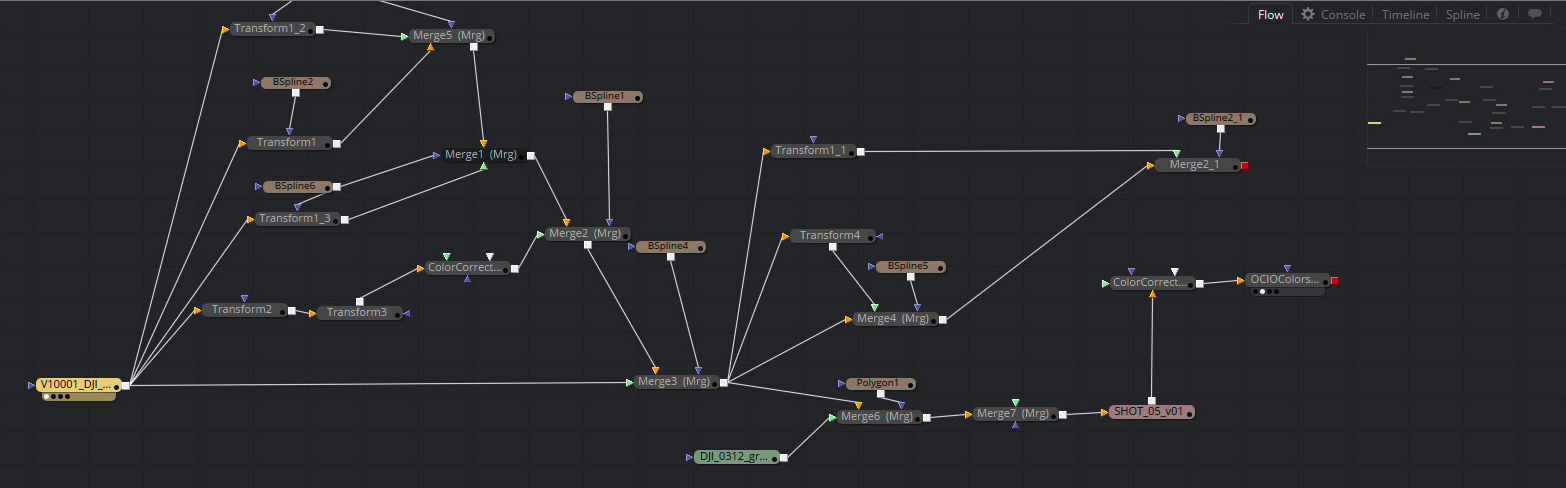 Flow
Console
Timeline
Spline
Transform1_2
Merge5 (Mrg)
BSpline2
BSpline1
BSpline2_1
Transform1
Merge1 (Mrg)
Transform1_1
Merge2_1
BSpline6
Transform1_3
Merge2 (Mrg)
BSpline4
Transform4
BSpline5
ColorCorrect...
ColorCorrect...
OCIOColors...
Transform2
Transform3
Merge4 (Mrg)
V10001_DJI_...
Merge3 (Mrg)
Polygon1
Merge6 (Mrg)
Merge7 (Mrg)
SHOT_05_v01
DJI_0312_gr...